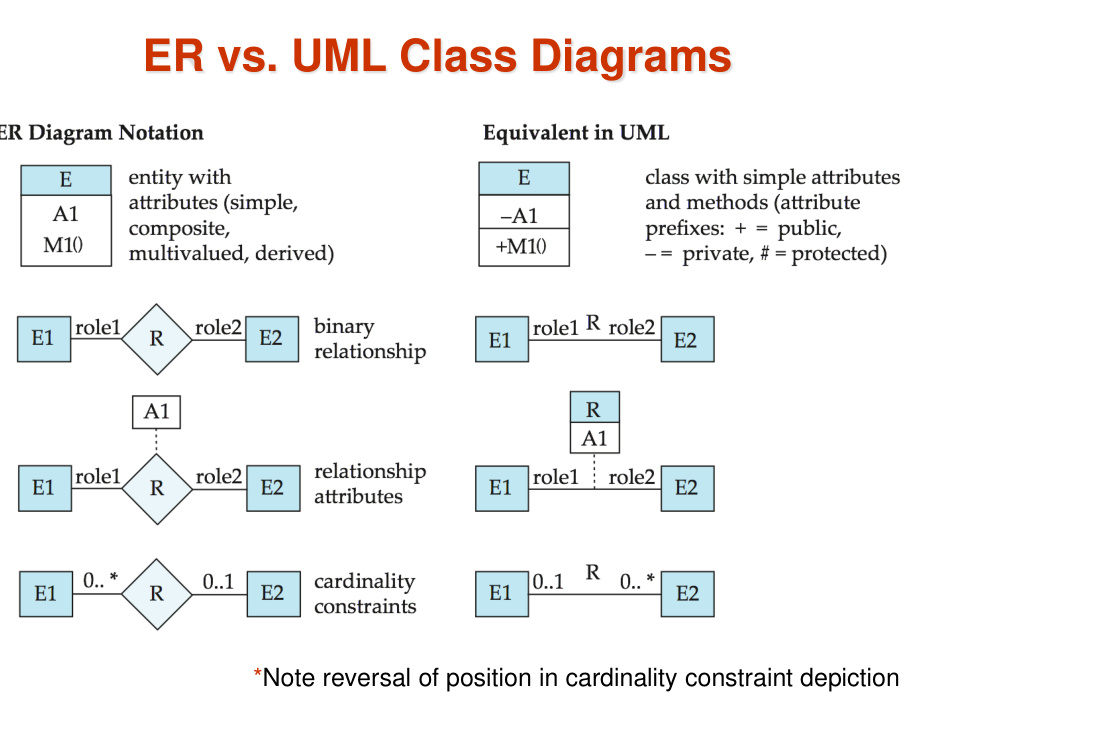 ER vs. UML Class Diagrams
ER Diagram Notation
Equivalent in UML
E
A1
M1()
entity with
attributes (simple,
composite,
multivalued, derived)
E
–A1
+M1()
class with simple attributes
and methods (attribute
prefixes: + = public,
– = private, # = protected)
E1 role1 R role2 E2
binary
relationship
E1 role1 R role2 E2
A1
E1 role1 R role2 E2
relationship
attributes
R
A1
E1 role1 role2 E2
E1 0.. * R 0..1 E2
cardinality
constraints
E1 0..1 R 0.. * E2
*Note reversal of position in cardinality constraint depiction